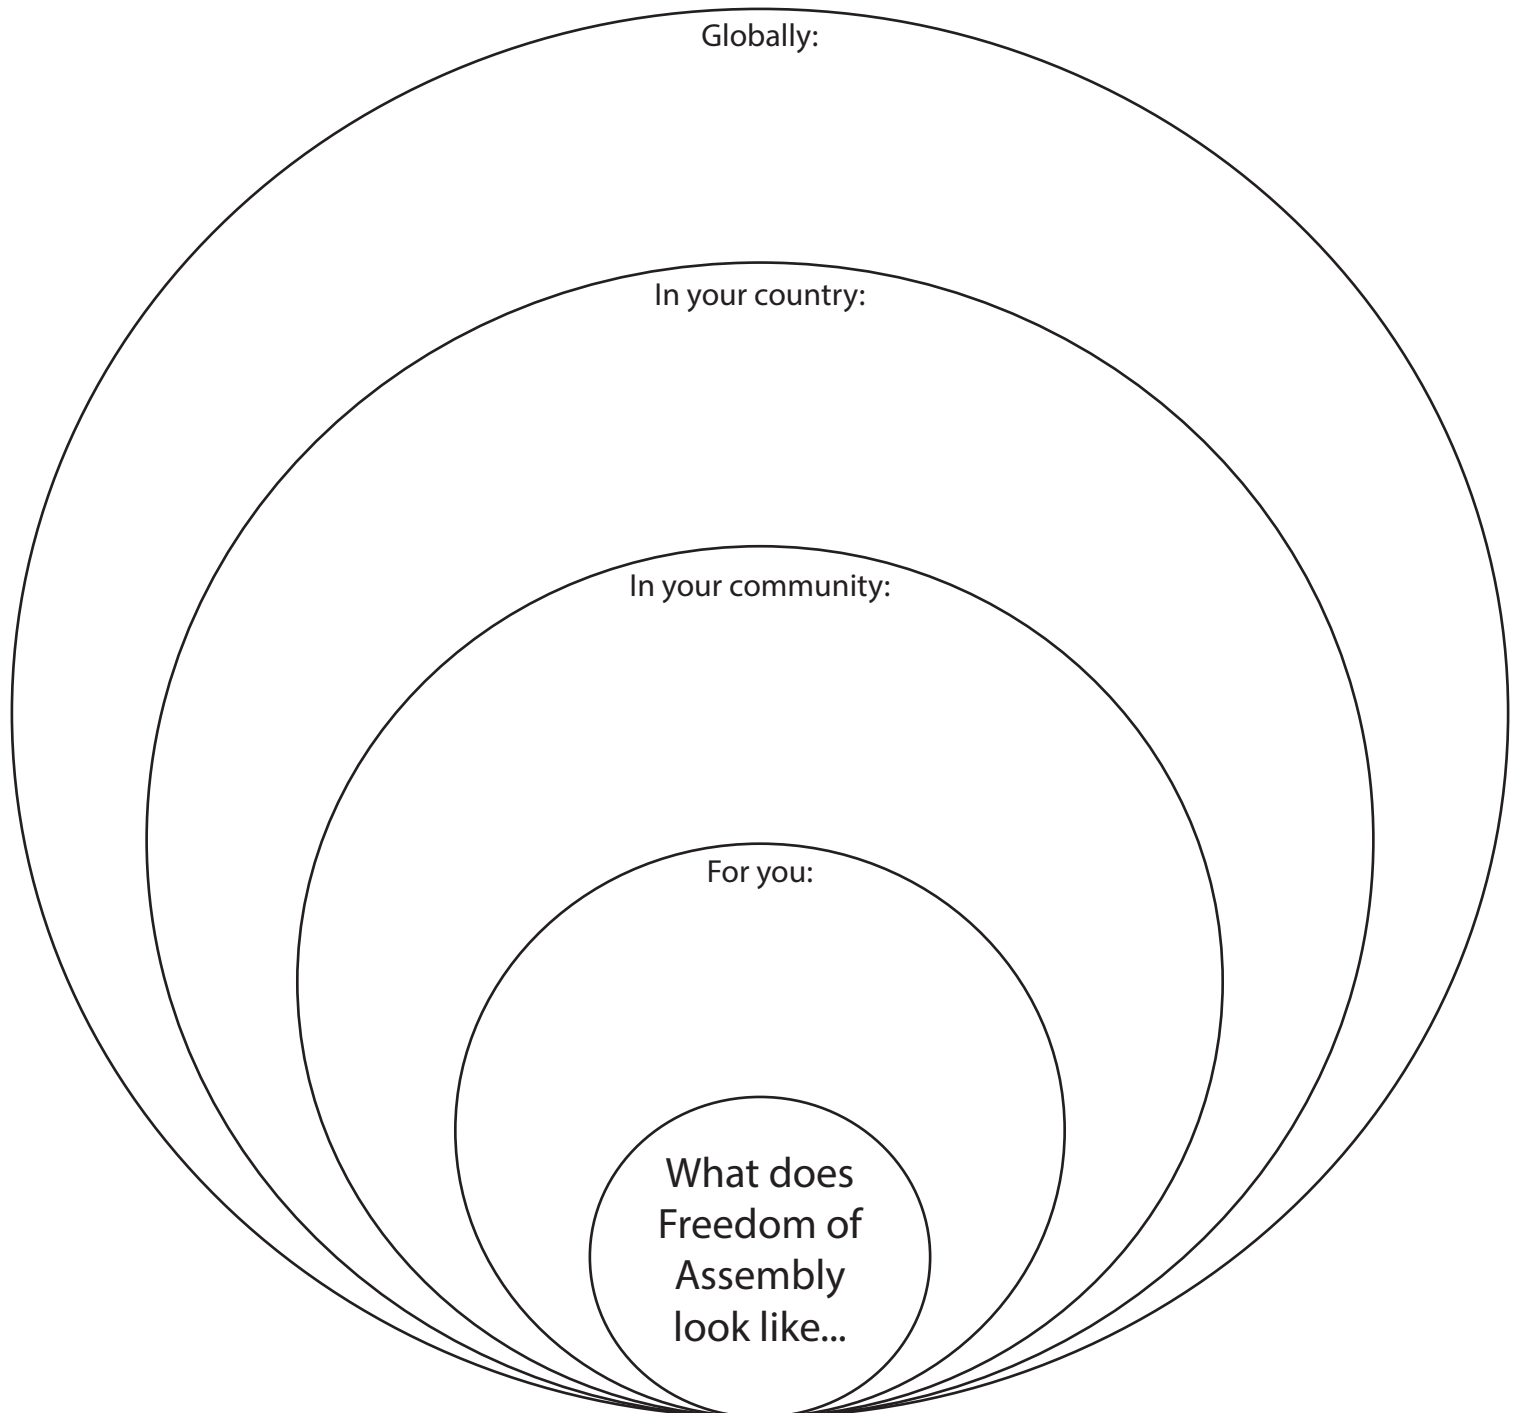 Globally:
In your country:
In your community:
For you:
What does
Freedom of
Assembly
look like...